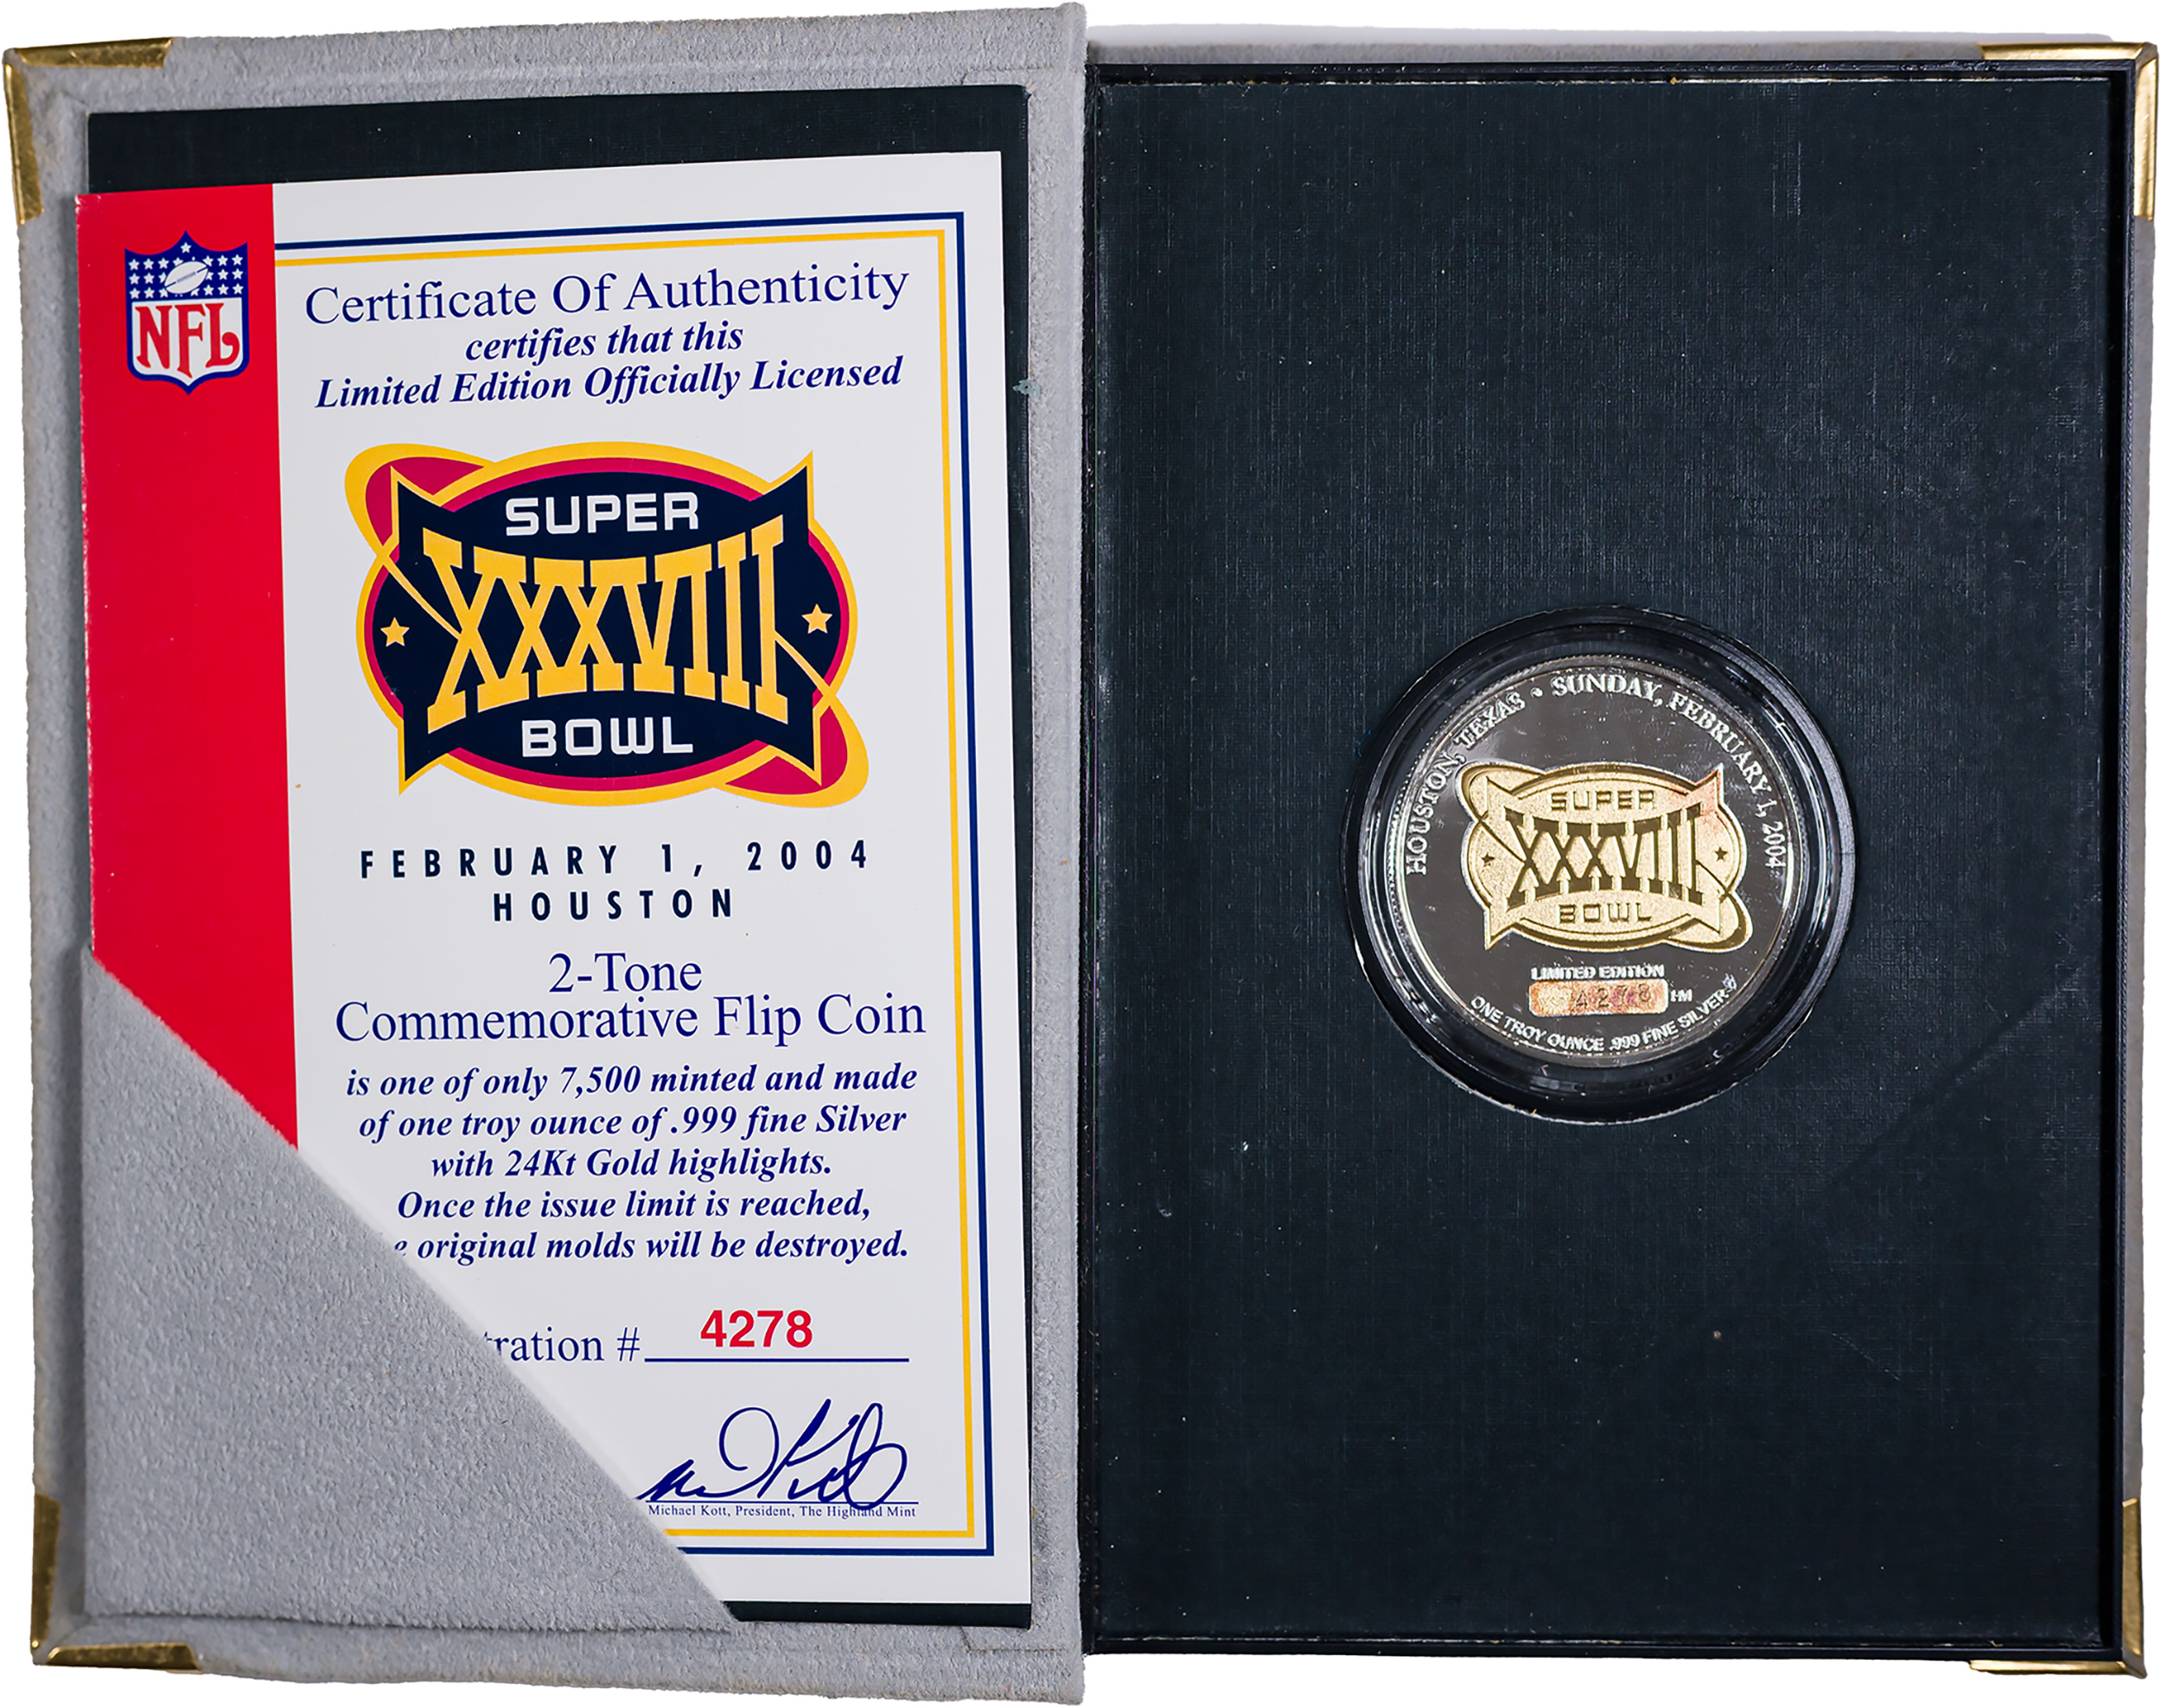 NFL
Certificate Of Authenticity
certifies that this
Limited Edition Officially Licensed
SUPER
XXXVIII
BOWL
FEBRUARY 1, 2004
HOUSTON
2-Tone
Commemorative Flip Coin
is one of only 7,500 minted and made
of one troy ounce of .999 fine Silver
with 24Kt Gold highlights.
Once the issue limit is reached,
e original molds will be destroyed.
tration # 4278
Michael Kott, President, The Highland Mint
HOUSTON, TEXAS • SUNDAY, FEBRUARY 1, 2004
SUPER
XXXVIII
BOWL
LIMITED EDITION
4278 HM
ONE TROY OUNCE .999 FINE SILVER